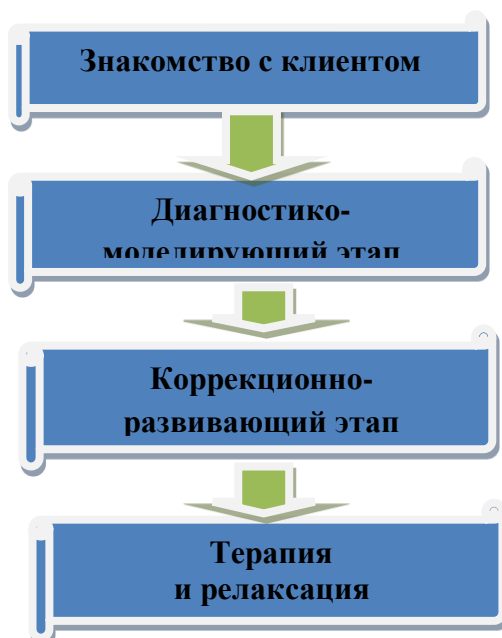 Знакомство с клиентом
Диагностико-
моделирующий этап
Коррекционно-
развивающий этап
Терапия
и релаксация